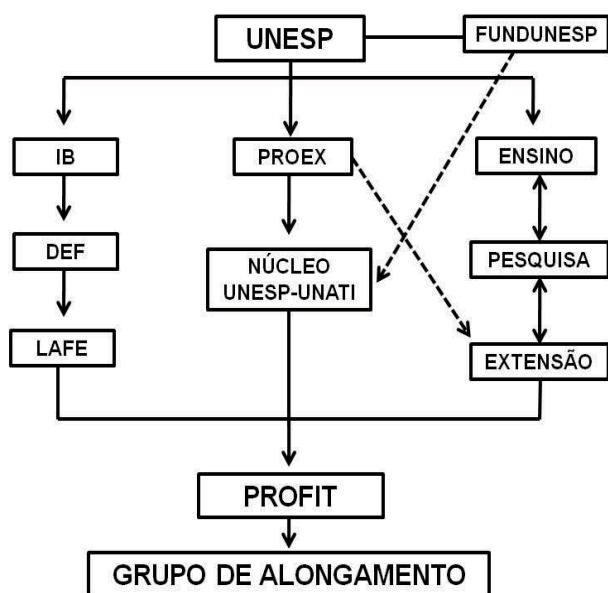 UNESP
FUNDUNESP
IB
PROEX
ENSINO
DEF
NÚCLEO
UNESP-UNATI
PESQUISA
LAFE
EXTENSÃO
PROFIT
GRUPO DE ALONGAMENTO